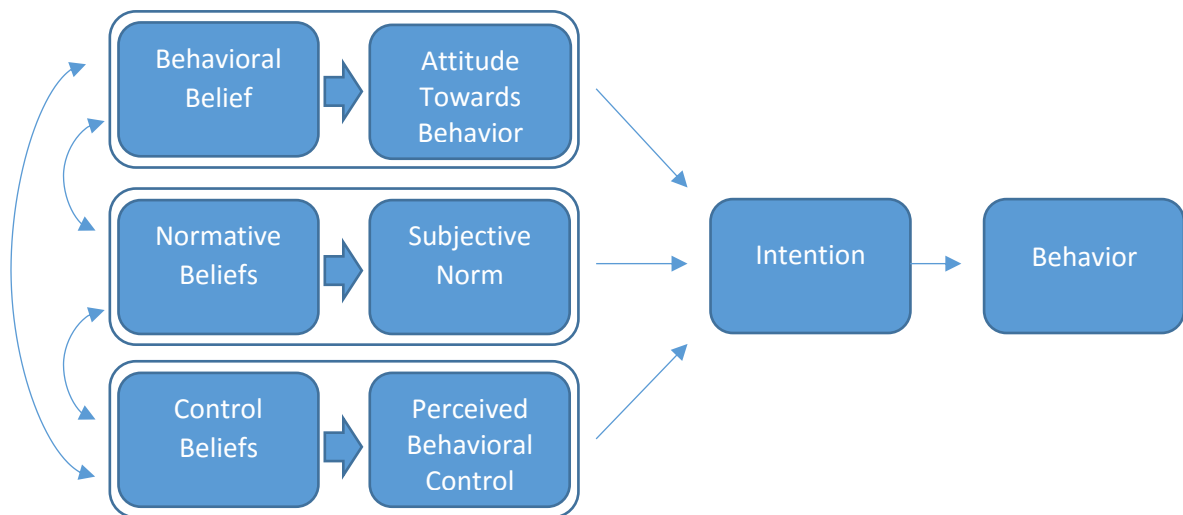 Behavioral
Belief
Attitude
Towards
Behavior
Normative
Beliefs
Subjective
Norm
Control
Beliefs
Perceived
Behavioral
Control
Intention
Behavior